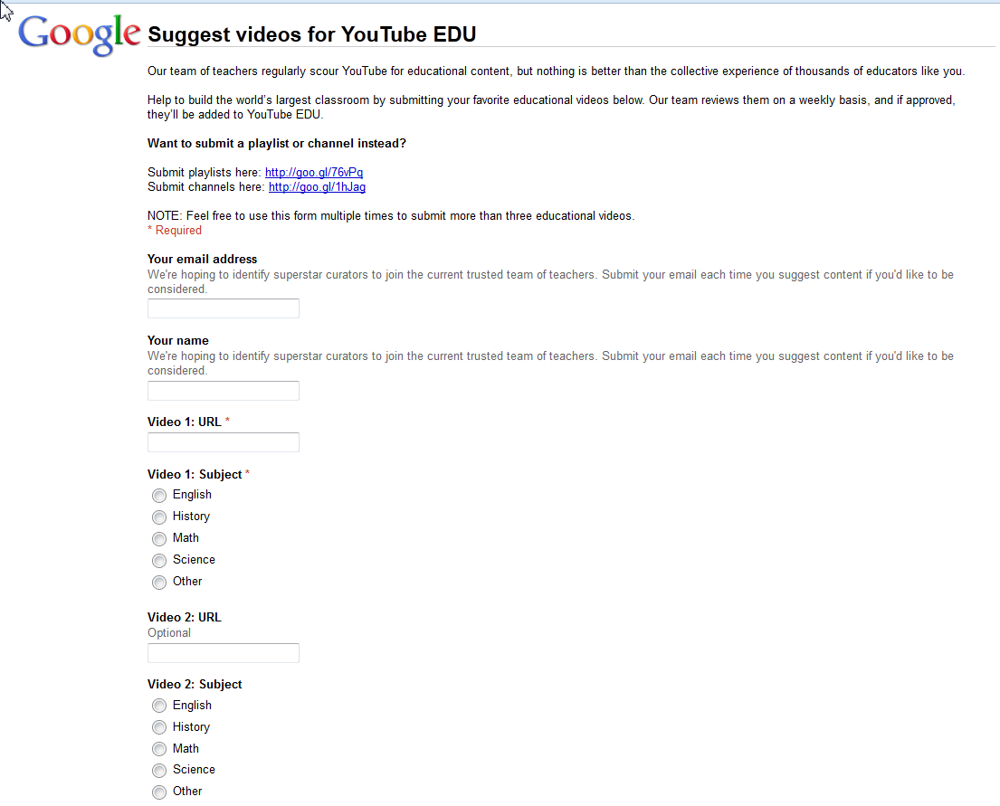 Google Suggest videos for YouTube EDU
Our team of teachers regularly scour YouTube for educational content, but nothing is better than the collective experience of thousands of educators like you.
Help to build the world's largest classroom by submitting your favorite educational videos below. Our team reviews them on a weekly basis, and if approved,
they'll be added to YouTube EDU.
Want to submit a playlist or channel instead?
Submit playlists here: http://goo.gl/76vPq
Submit channels here: http://goo.gl/1hJag
NOTE: Feel free to use this form multiple times to submit more than three educational videos.
* Required
Your email address
We're hoping to identify superstar curators to join the current trusted team of teachers. Submit your email each time you suggest content if you'd like to be
considered.
Your name
We're hoping to identify superstar curators to join the current trusted team of teachers. Submit your email each time you suggest content if you'd like to be
considered.
Video 1: URL *
Video 1: Subject *
English
History
Math
Science
Other
Video 2: URL
Optional
Video 2: Subject
English
History
Math
Science
Other